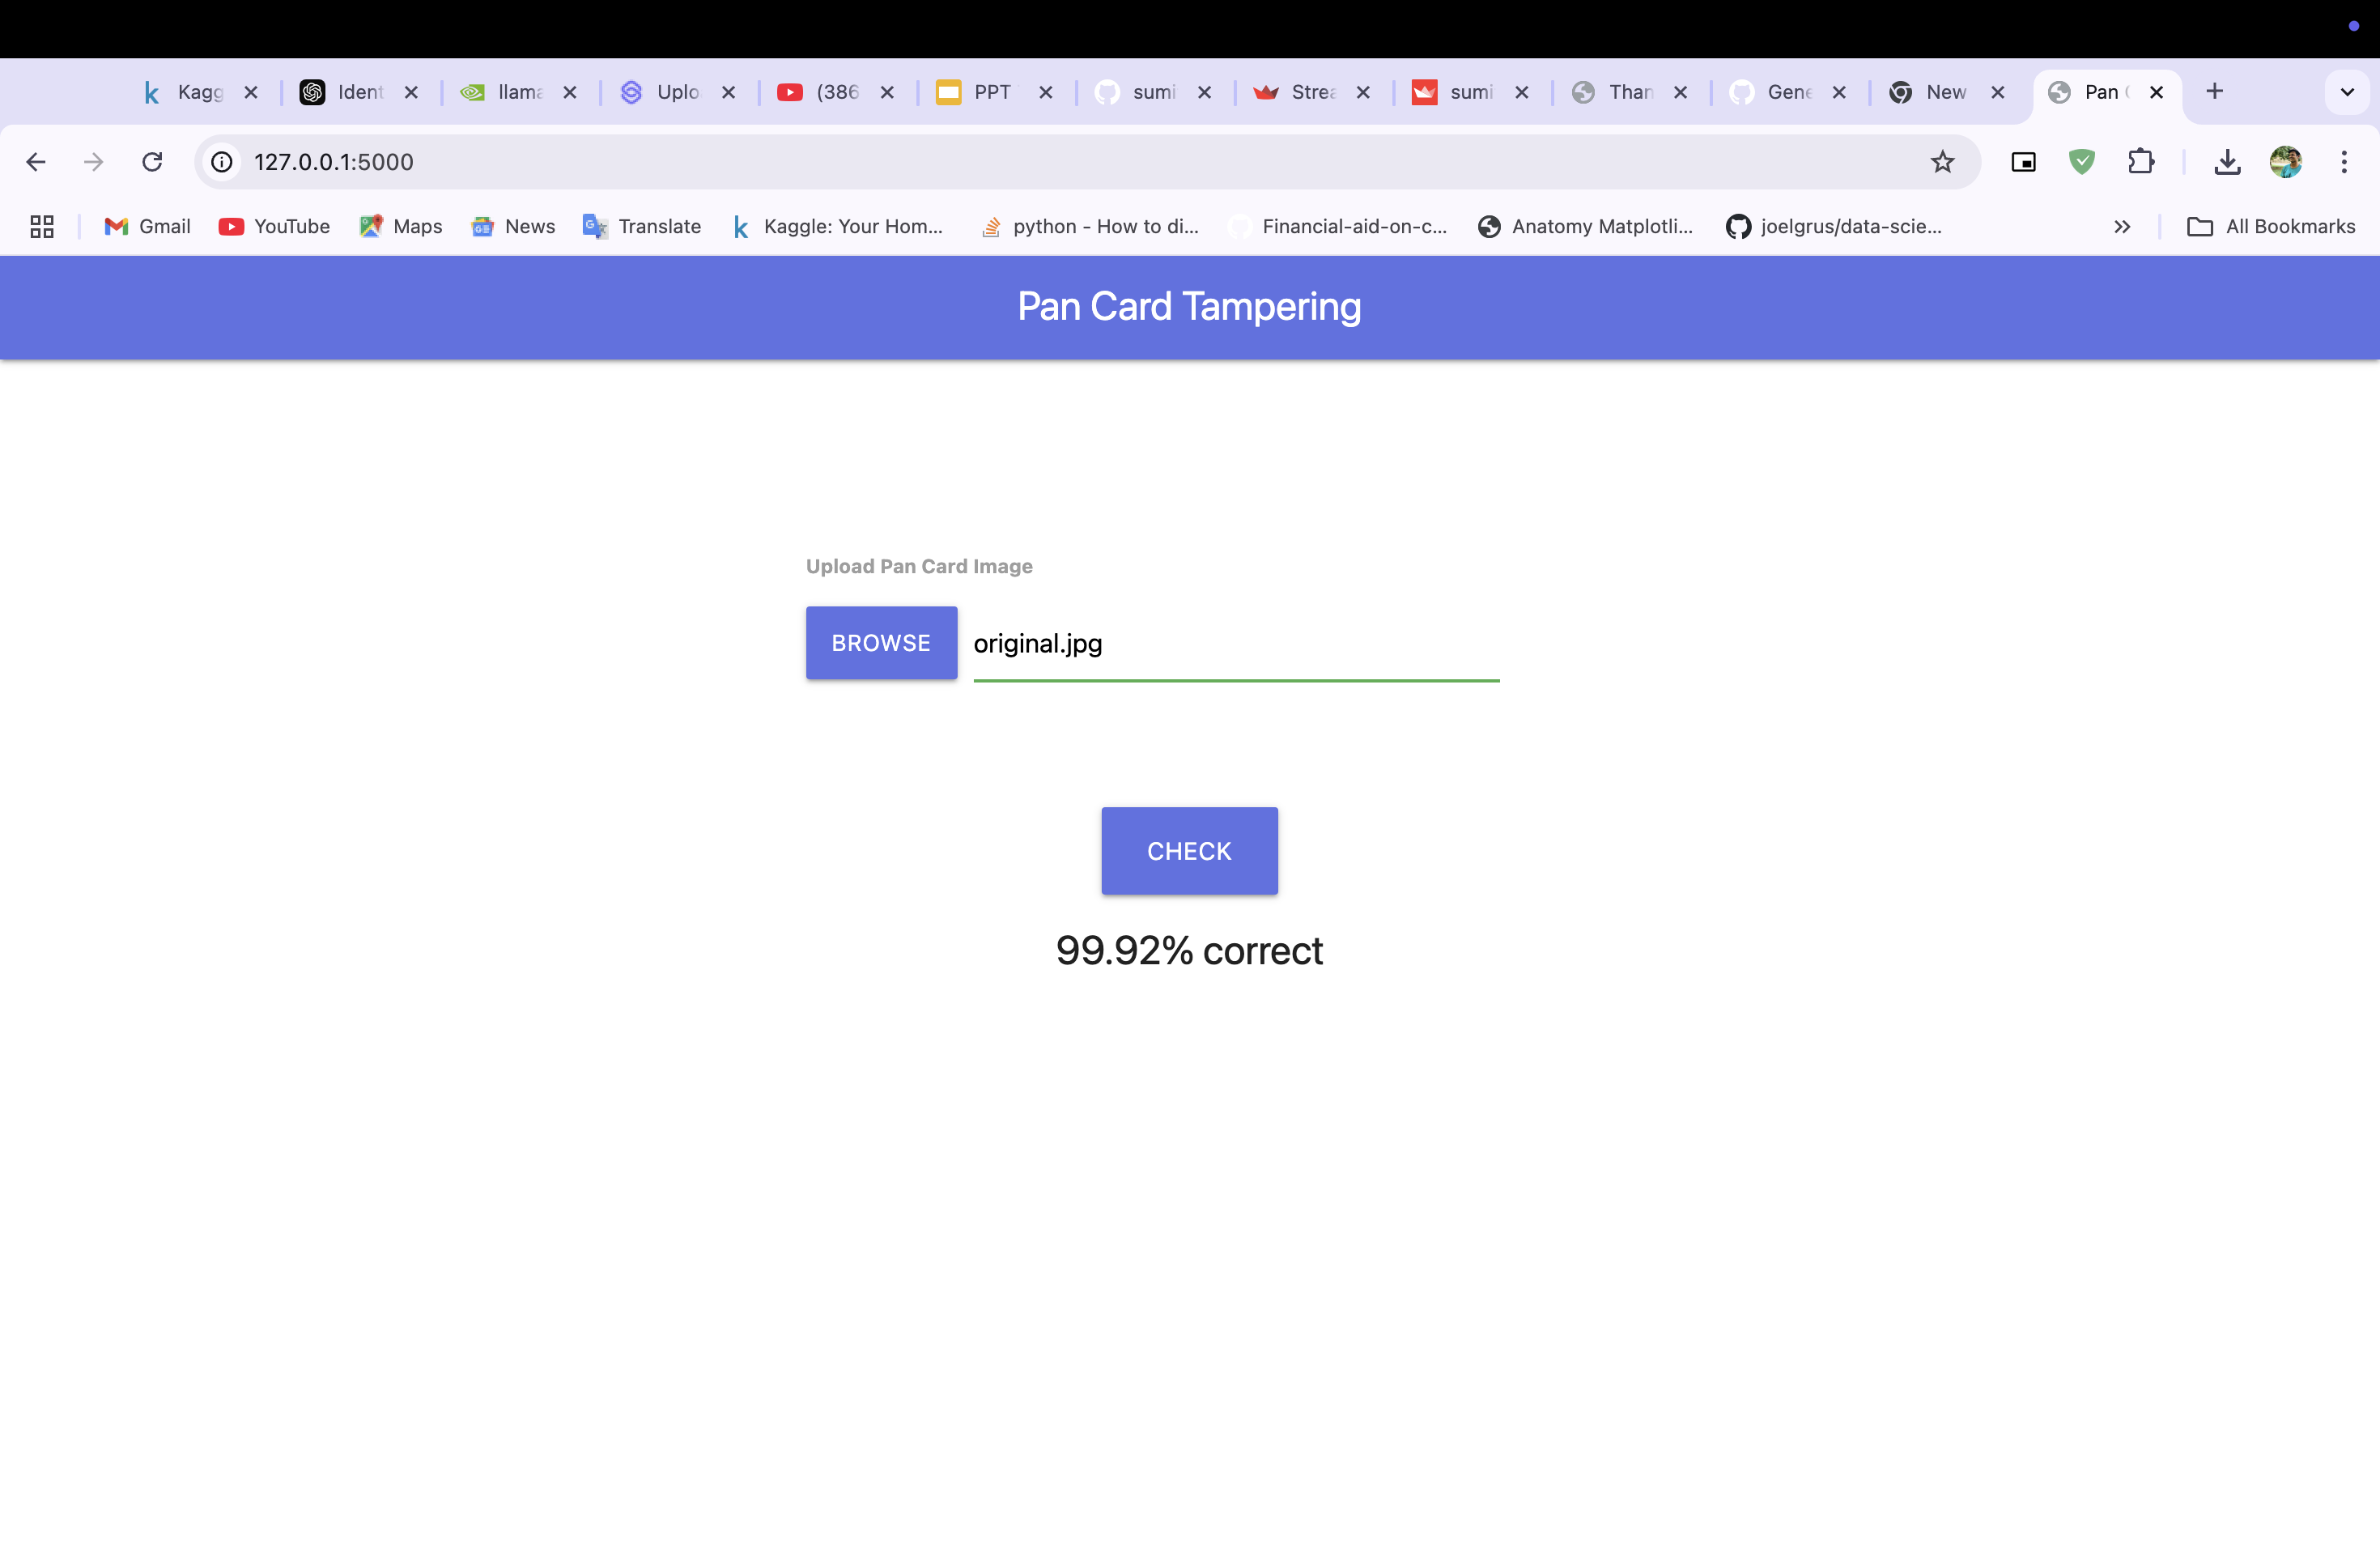 Kagg Ident llama Uplo (386 PPT sumi Strea sumi Than Gene New Pan
127.0.0.1:5000
Gmail YouTube Maps News Translate Kaggle: Your Hom... python - How to di... Financial-aid-on-c... Anatomy Matplotli... joelgrus/data-scie... All Bookmarks
Pan Card Tampering
Upload Pan Card Image
BROWSE original.jpg
CHECK
99.92% correct